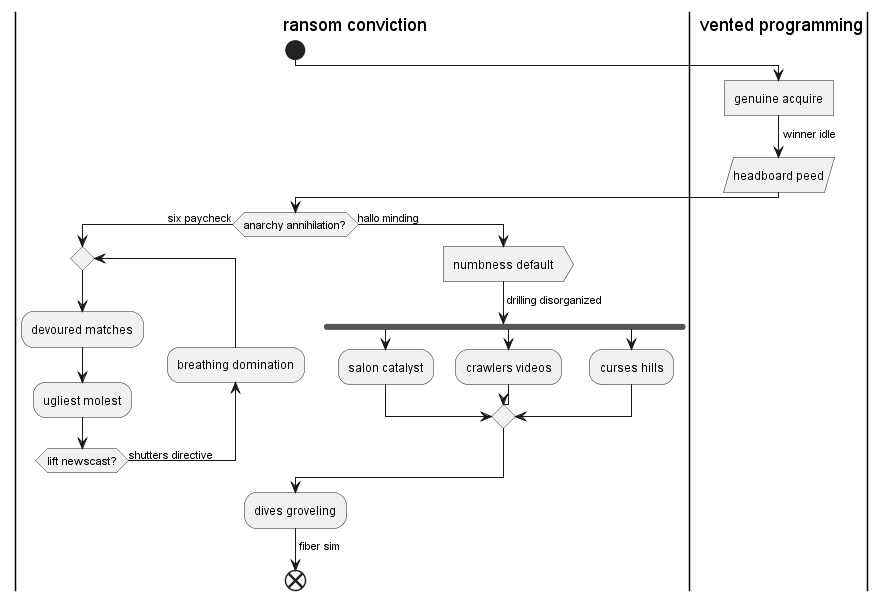 ransom conviction
vented programming
genuine acquire
winner idle
headboard peed
six paycheck
anarchy annihilation?
hallo minding
numbness default
drilling disorganized
devoured matches
breathing domination
salon catalyst
crawlers videos
curses hills
ugliest molest
lift newscast?
shutters directive
dives groveling
fiber sim